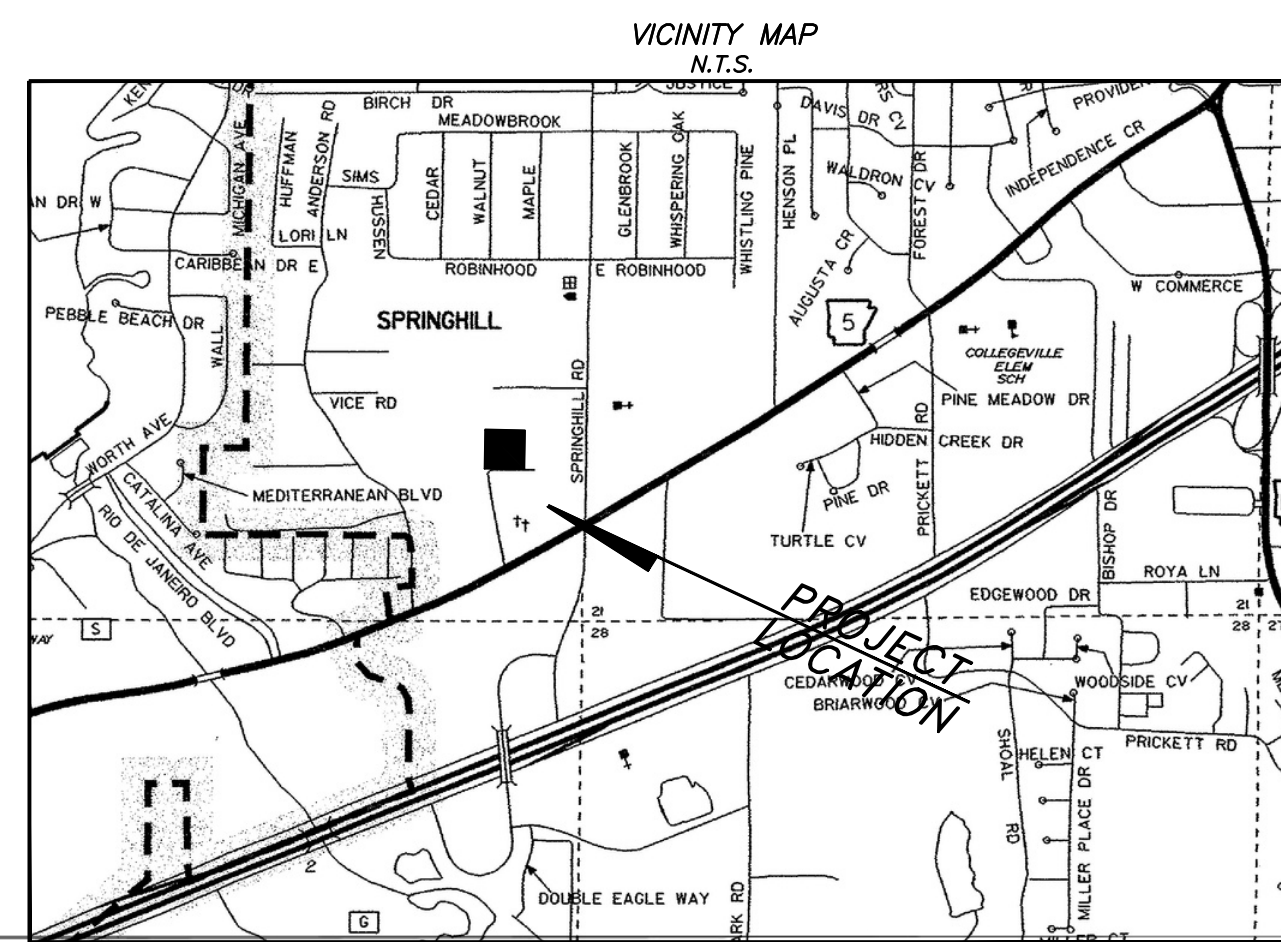 VICINITY MAP
N.T.S.
DR
BIRCH DR
MEADOWBROOK
MICHIGAN AVE
HUFFMAN
ANDERSON RD
SIMS
HUSSEN
CEDAR
WALNUT
MAPLE
GLENBROOK
WHISPERING OAK
WHISTLING PINE
HENSON PL
DAVIS DR
WALDRON CV
FOREST DR
INDEPENDENCE CR
AN DR W
LORI LN
CARIBBEAN DR E
ROBINHOOD
E ROBINHOOD
AUGUSTA CR
W COMMERCE
PEBBLE BEACH DR
WALL
SPRINGHILL
5
COLLEGEVILLE
ELEM
SCH
VICE RD
SPRINGHILL RD
PINE MEADOW DR
PRICKETT RD
HIDDEN CREEK DR
WORTH AVE
CATALINA AVE
MEDITERRANEAN BLVD
PINE DR
RIO DE JANEIRO BLVD
TURTLE CV
BISHOP DR
ROYA LN
EDGEWOOD DR
PROJECT
LOCATION
S
21
28
21
28
CEDARWOOD CV
BRIARWOOD CV
WOODSIDE CV
PRICKETT RD
SHOAL RD
HELEN CT
MILLER PLACE DR
2
G
DOUBLE EAGLE WAY
ARK RD